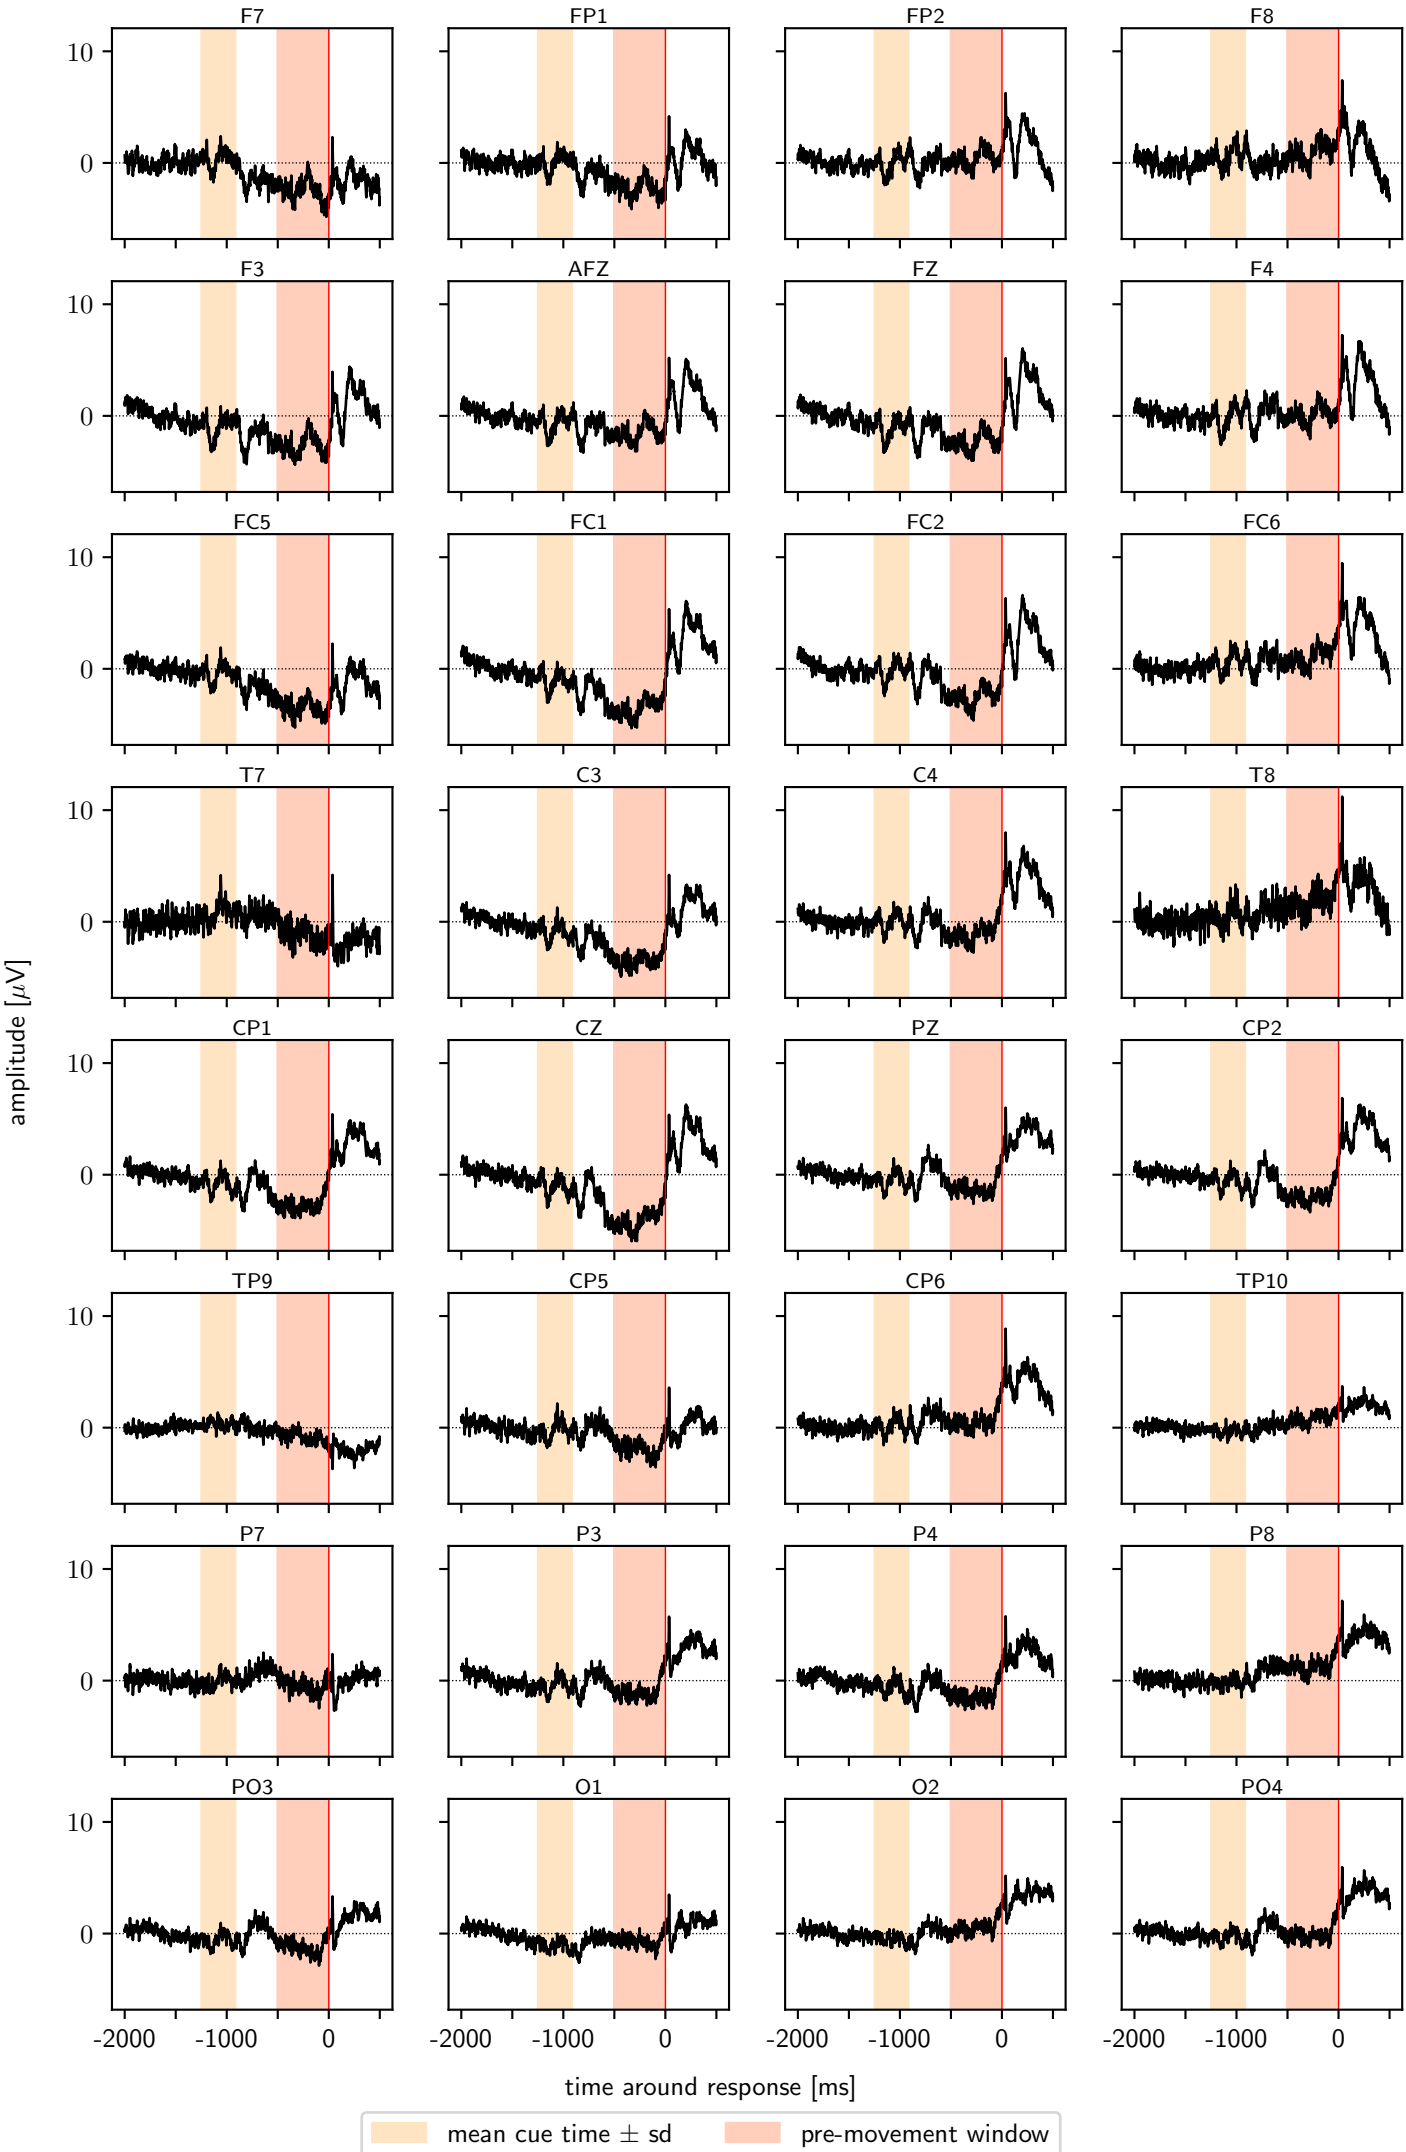 F7 FP1 FP2 F8
10
0
F3 AFZ FZ F4
10
0
FC5 FC1 FC2 FC6
10
0
T7 C3 C4 T8
10
0
amplitude [μV]
CP1 CZ PZ CP2
10
0
TP9 CP5 CP6 TP10
10
0
P7 P3 P4 P8
10
0
PO3 O1 O2 PO4
10
0
-2000 -1000 0 -2000 -1000 0 -2000 -1000 0 -2000 -1000 0
time around response [ms]
mean cue time ± sd pre-movement window